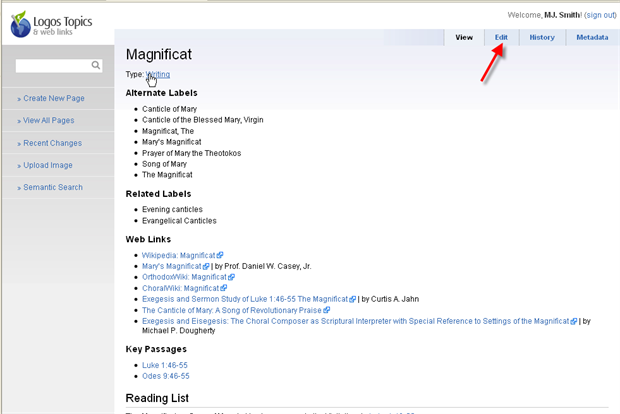 Logos Topics
& web links
Welcome, MJ. Smith! (sign out)
View Edit History Metadata
» Create New Page
» View All Pages
» Recent Changes
» Upload Image
» Semantic Search
Magnificat
Type: Writing
Alternate Labels
Canticle of Mary
Canticle of the Blessed Mary, Virgin
Magnificat, The
Mary's Magnificat
Prayer of Mary the Theotokos
Song of Mary
The Magnificat
Related Labels
Evening canticles
Evangelical Canticles
Web Links
Wikipedia: Magnificat
Mary's Magnificat | by Prof. Daniel W. Casey, Jr.
OrthodoxWiki: Magnificat
ChoralWiki: Magnificat
Exegesis and Sermon Study of Luke 1:46-55 The Magnificat | by Curtis A. Jahn
The Canticle of Mary: A Song of Revolutionary Praise
Exegesis and Eisegesis: The Choral Composer as Scriptural Interpreter with Special Reference to Settings of the Magnificat | by
Michael P. Dougherty
Key Passages
Luke 1:46-55
Odes 9:46-55
Reading List